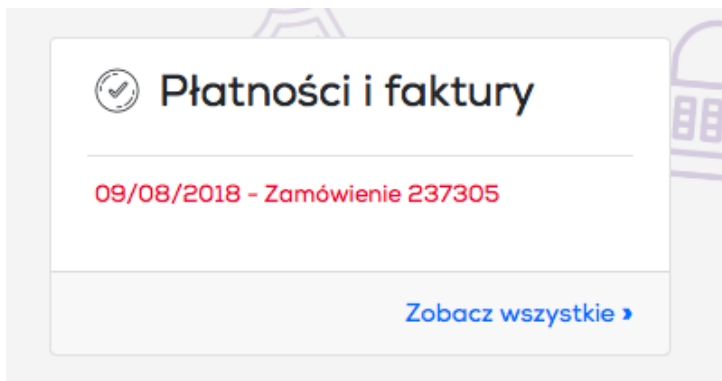 Płatności i faktury
09/08/2018 - Zamówienie 237305
Zobacz wszystkie »